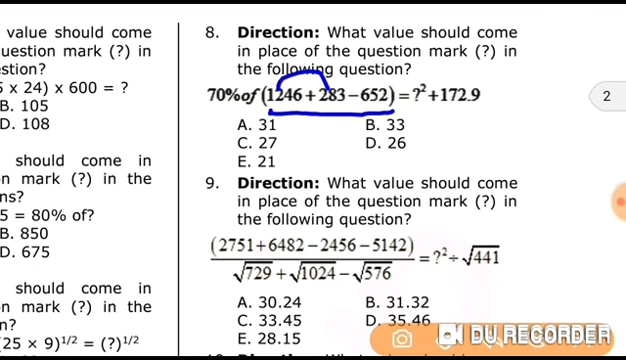 value should come
uestion mark (?) in
stion?
x 24) x 600 = ?
B. 105
D. 108
should come in
n mark (?) in the
ns?
5 = 80% of?
B. 850
D. 675
should come in
n mark (?) in the
n?
25 × 9)^1/2 = (?)^1/2
8. Direction: What value should come
in place of the question mark (?) in
the following question?
70% of (1246+283−652) = ?²+172.9
A. 31 B. 33
C. 27 D. 26
E. 21
9. Direction: What value should come
in place of the question mark (?) in
the following question?
(2751+6482−2456−5142) / (√729+√1024−√576) = ?²÷√441
A. 30.24 B. 31.32
C. 33.45 D. 35.46
E. 28.15
2
DU RECORDER